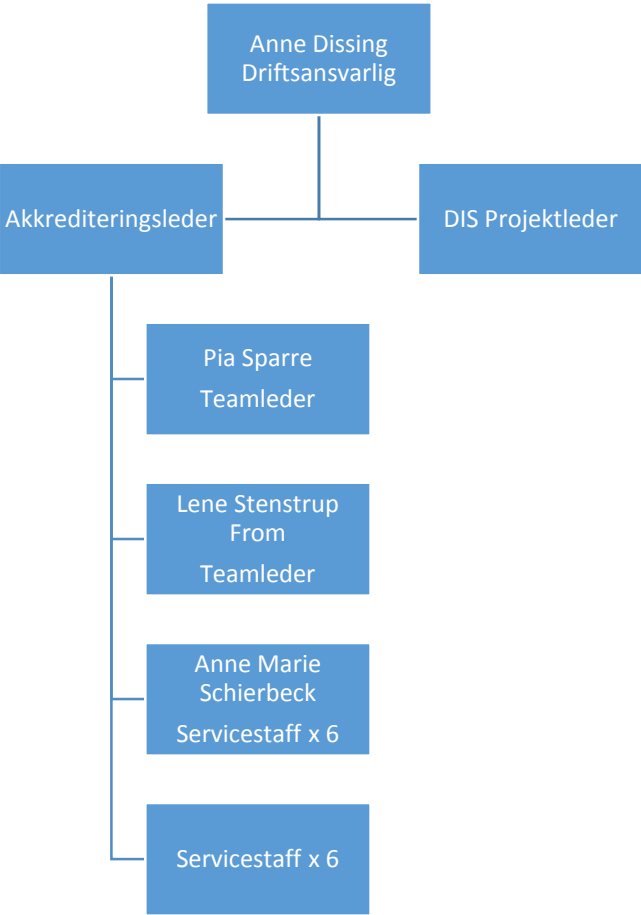 Anne Dissing
Driftsansvarlig
Akkrediteringsleder
DIS Projektleder
Pia Sparre
Teamleder
Lene Stenstrup
From
Teamleder
Anne Marie
Schierbeck
Servicestaff x 6
Servicestaff x 6